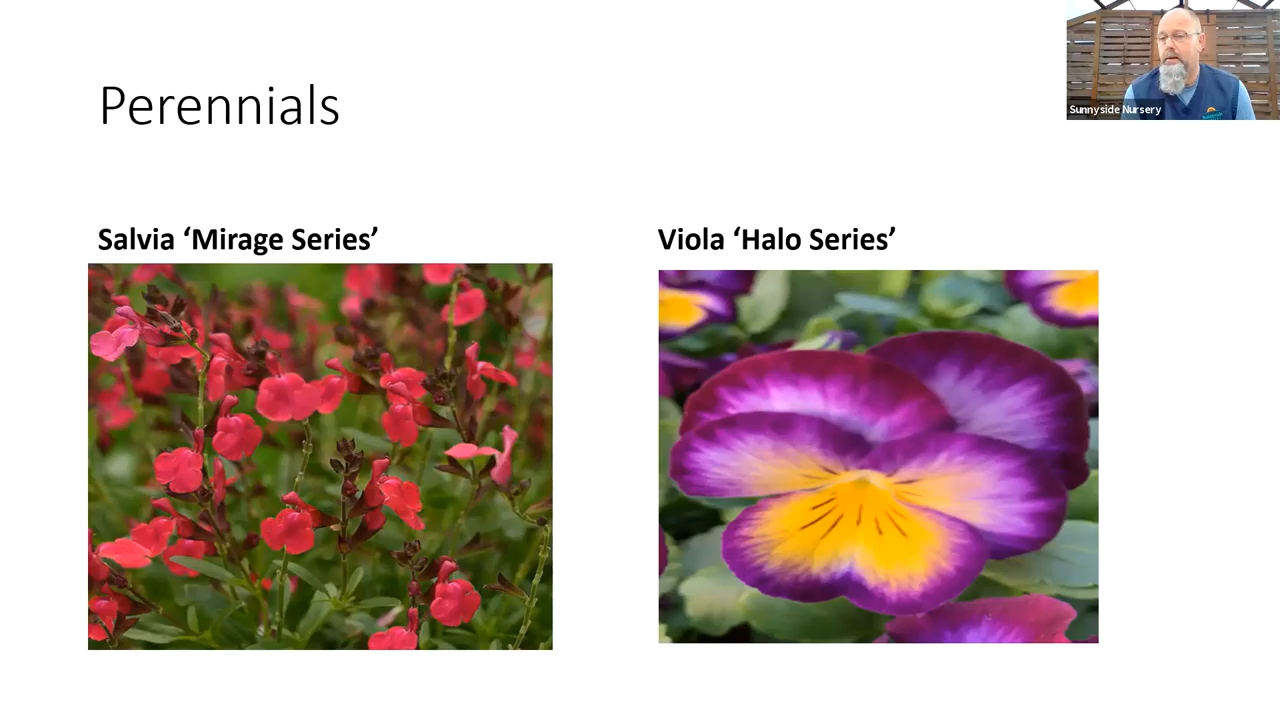 Perennials
Sunnyside Nursery
Salvia ‘Mirage Series’
Viola ‘Halo Series’